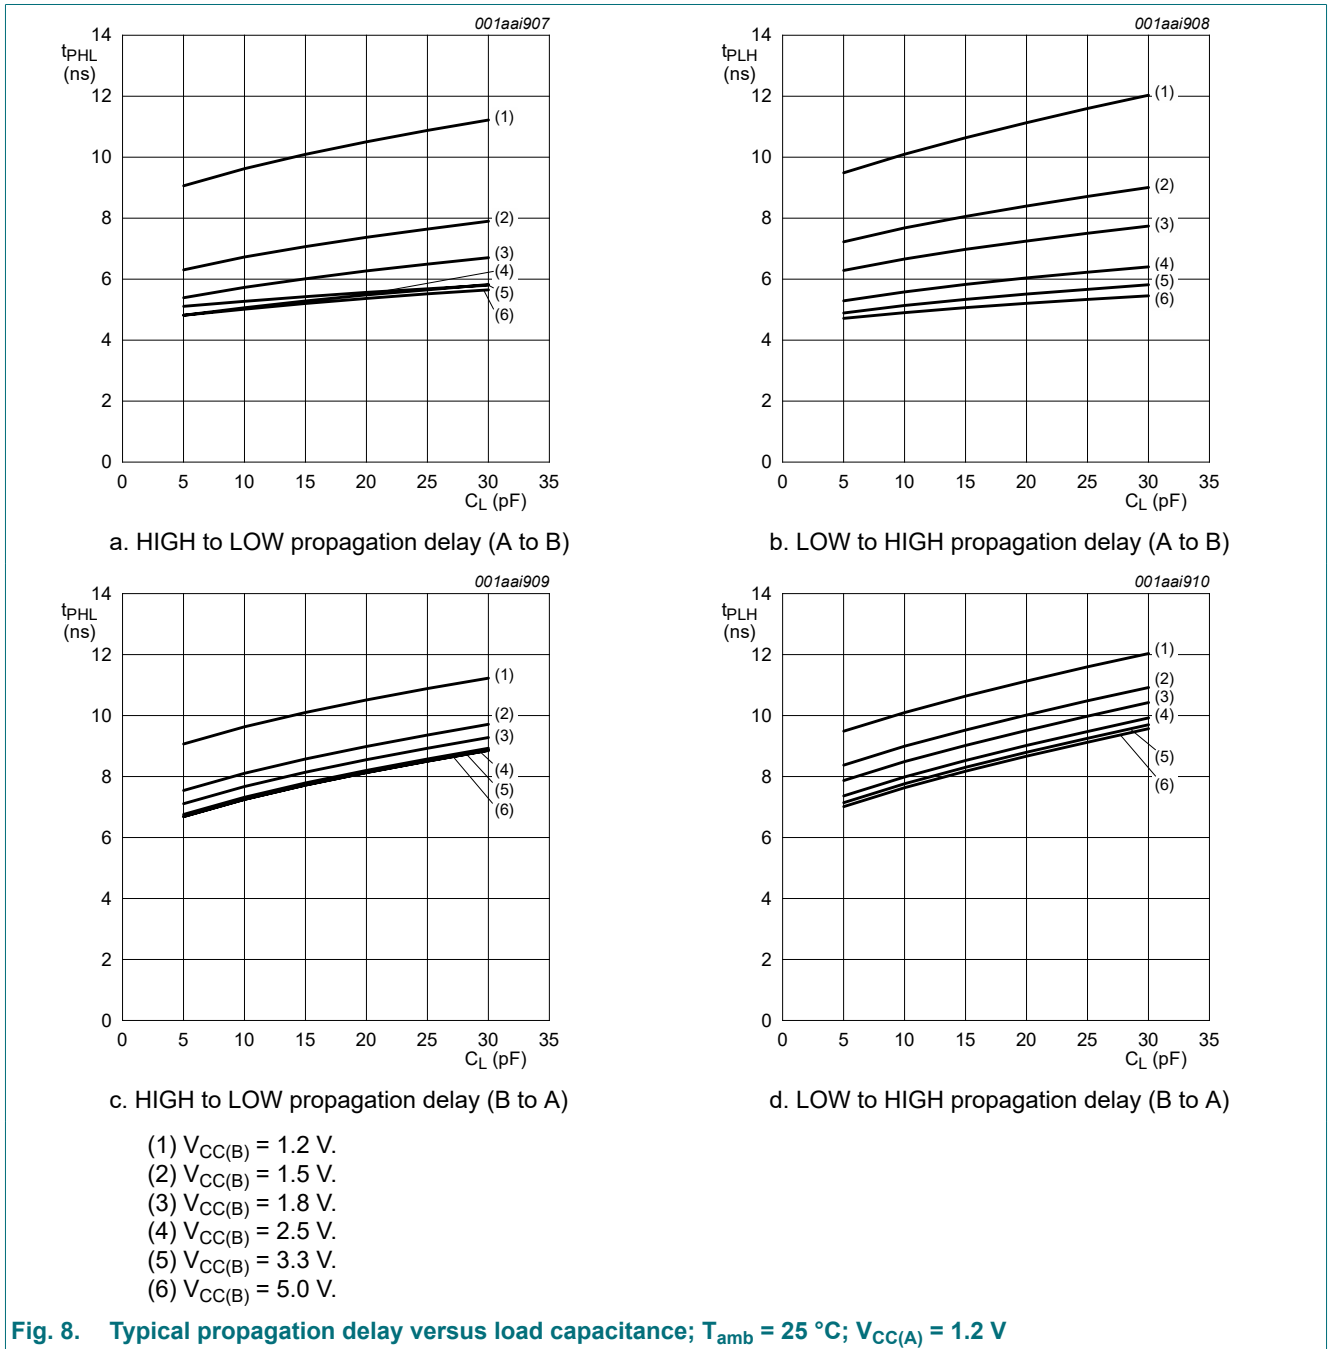 001aai907
14
tPHL
(ns)
12
10
8
6
4
2
0
(1)
(2)
(3)
(4)
(5)
(6)
0 5 10 15 20 25 30 35
CL (pF)
a. HIGH to LOW propagation delay (A to B)
001aai908
14
tPLH
(ns)
12
10
8
6
4
2
0
(1)
(2)
(3)
(4)
(5)
(6)
0 5 10 15 20 25 30 35
CL (pF)
b. LOW to HIGH propagation delay (A to B)
001aai909
14
tPHL
(ns)
12
10
8
6
4
2
0
(1)
(2)
(3)
(4)
(5)
(6)
0 5 10 15 20 25 30 35
CL (pF)
c. HIGH to LOW propagation delay (B to A)
001aai910
14
tPLH
(ns)
12
10
8
6
4
2
0
(1)
(2)
(3)
(4)
(5)
(6)
0 5 10 15 20 25 30 35
CL (pF)
d. LOW to HIGH propagation delay (B to A)
(1) VCC(B) = 1.2 V.
(2) VCC(B) = 1.5 V.
(3) VCC(B) = 1.8 V.
(4) VCC(B) = 2.5 V.
(5) VCC(B) = 3.3 V.
(6) VCC(B) = 5.0 V.
Fig. 8. Typical propagation delay versus load capacitance; Tamb = 25 °C; VCC(A) = 1.2 V